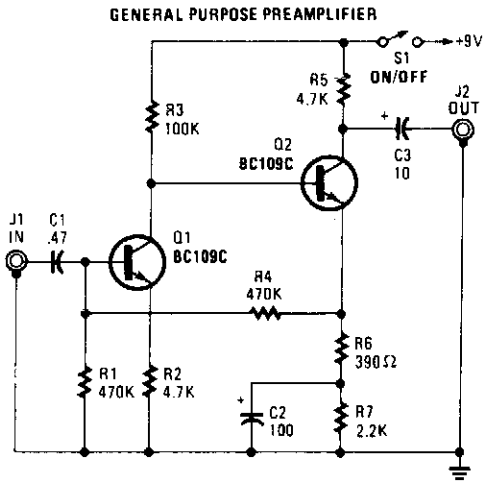 GENERAL PURPOSE PREAMPLIFIER
S1
ON/OFF
+9V
R5
4.7K
J2
OUT
R3
100K
+
C3
10
Q2
BC109C
J1
IN
C1
.47
Q1
BC109C
R4
470K
R6
390Ω
R1
470K
R2
4.7K
+
C2
100
R7
2.2K